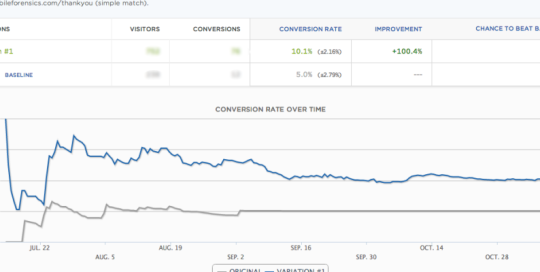 bileforensics.com/thankyou (simple match).
ONS VISITORS CONVERSIONS CONVERSION RATE IMPROVEMENT CHANCE TO BEAT B
#1 10.1% (±2.16%) +100.4%
BASELINE 5.0% (±2.79%) ---
CONVERSION RATE OVER TIME
JUL. 22 AUG. 19 SEP. 16 OCT. 14
AUG. 5 SEP. 2 SEP. 30 OCT. 28
ORIGINAL VARIATION #1